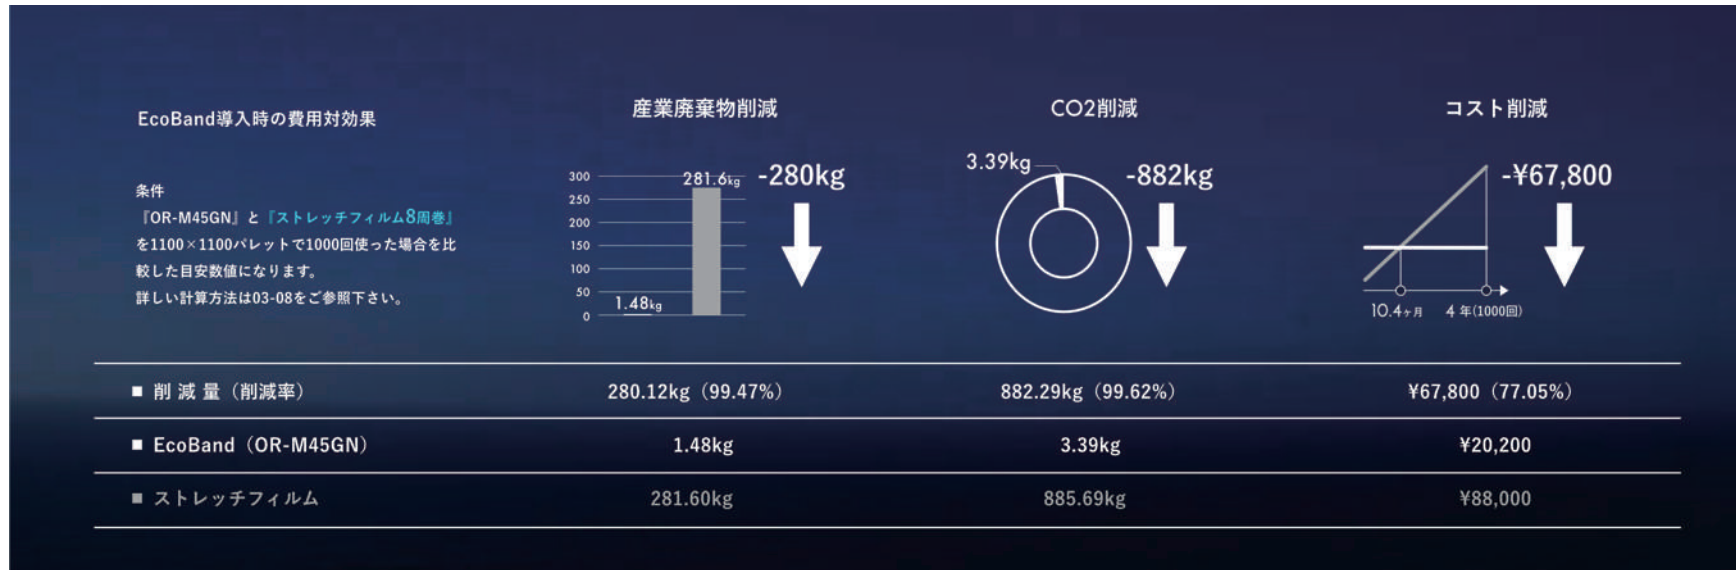 EcoBand導入時の費用対効果
条件
『OR-M45GN』と『ストレッチフィルム8周巻』
を1100×1100パレットで1000回使った場合を比
較した目安数値になります。
詳しい計算方法は03-08をご参照下さい。
産業廃棄物削減
300
250
200
150
100
50
0
1.48kg
281.6kg
-280kg
CO2削減
3.39kg
-882kg
コスト削減
-¥67,800
10.4ヶ月
4年(1000回)
■ 削減量（削減率） 280.12kg（99.47%） 882.29kg（99.62%） ¥67,800（77.05%）
■ EcoBand（OR-M45GN） 1.48kg 3.39kg ¥20,200
■ ストレッチフィルム 281.60kg 885.69kg ¥88,000